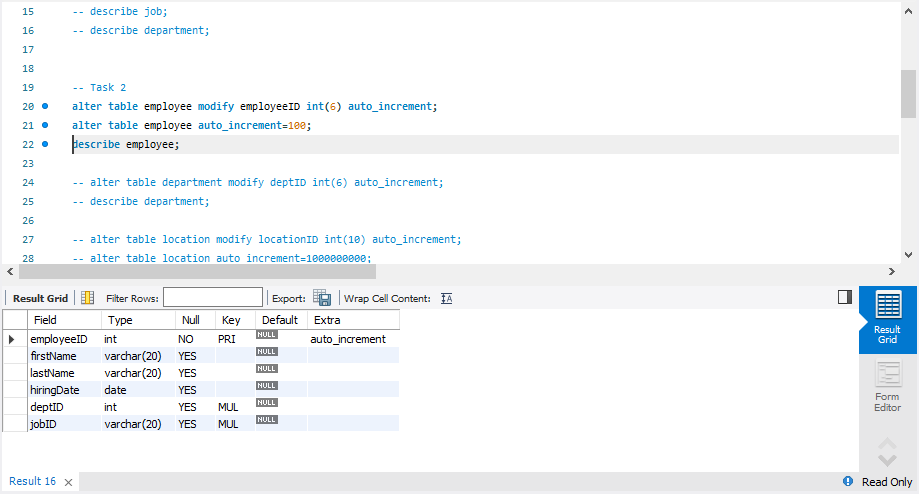 15 -- describe job;
16 -- describe department;
17
18
19 -- Task 2
20 alter table employee modify employeeID int(6) auto_increment;
21 alter table employee auto_increment=100;
22 describe employee;
23
24 -- alter table department modify deptID int(6) auto_increment;
25 -- describe department;
26
27 -- alter table location modify locationID int(10) auto_increment;
28 -- alter table location auto_increment=1000000000;
Result Grid Filter Rows: Export: Wrap Cell Content:
Field Type Null Key Default Extra
employeeID int NO PRI NULL auto_increment
firstName varchar(20) YES NULL
lastName varchar(20) YES NULL
hiringDate date YES NULL
deptID int YES MUL NULL
jobID varchar(20) YES MUL NULL
Result
Grid
Form
Editor
Result 16
Read Only